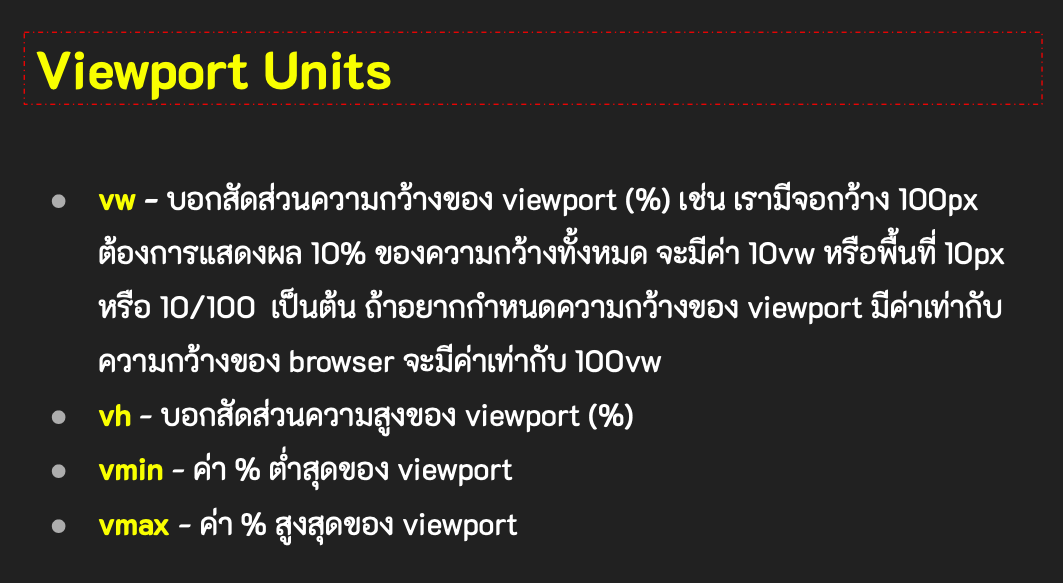 Viewport Units
● vw - บอกสัดส่วนความกว้างของ viewport (%) เช่น เรามีจอกว้าง 100px
ต้องการแสดงผล 10% ของความกว้างทั้งหมด จะมีค่า 10vw หรือพื้นที่ 10px
หรือ 10/100 เป็นต้น ถ้าอยากกำหนดความกว้างของ viewport มีค่าเท่ากับ
ความกว้างของ browser จะมีค่าเท่ากับ 100vw
● vh - บอกสัดส่วนความสูงของ viewport (%)
● vmin - ค่า % ต่ำสุดของ viewport
● vmax - ค่า % สูงสุดของ viewport